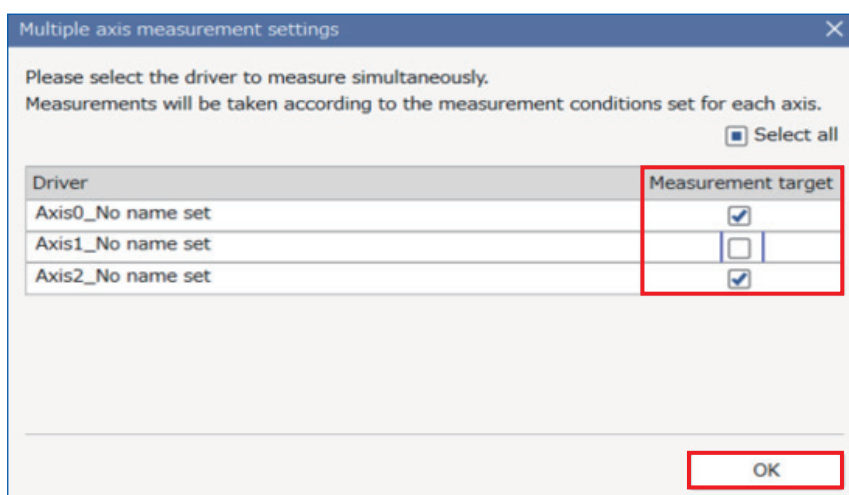 Multiple axis measurement settings
Please select the driver to measure simultaneously.
Measurements will be taken according to the measurement conditions set for each axis.
Select all
Driver Measurement target
Axis0_No name set
Axis1_No name set
Axis2_No name set
OK